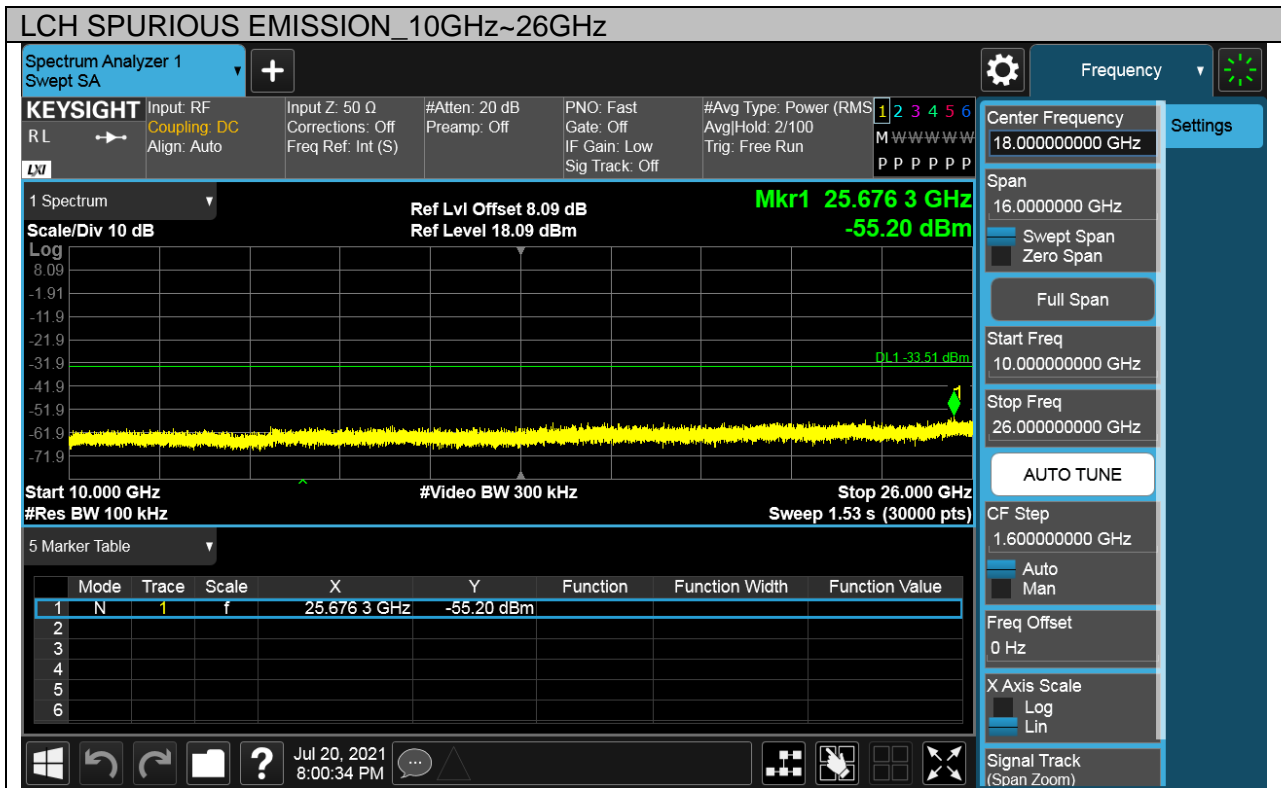 LCH SPURIOUS EMISSION_10GHz~26GHz
Spectrum Analyzer 1
Swept SA
Frequency
KEYSIGHT
R L
LXI
Input: RF
Coupling: DC
Align: Auto
Input Z: 50 Ω
Corrections: Off
Freq Ref: Int (S)
#Atten: 20 dB
Preamp: Off
PNO: Fast
Gate: Off
IF Gain: Low
Sig Track: Off
#Avg Type: Power (RMS
Avg|Hold: 2/100
Trig: Free Run
1 2 3 4 5 6
M W W W W W
P P P P P P
1 Spectrum
Scale/Div 10 dB
Ref Lvl Offset 8.09 dB
Ref Level 18.09 dBm
Mkr1 25.676 3 GHz
-55.20 dBm
Log
8.09
-1.91
-11.9
-21.9
-31.9
-41.9
-51.9
-61.9
-71.9
DL1 -33.51 dBm
1
Start 10.000 GHz
#Video BW 300 kHz
Stop 26.000 GHz
#Res BW 100 kHz
Sweep 1.53 s (30000 pts)
5 Marker Table
Mode Trace Scale X Y Function Function Width Function Value
1 N 1 f 25.676 3 GHz -55.20 dBm
2
3
4
5
6
Jul 20, 2021
8:00:34 PM
Center Frequency
18.000000000 GHz
Settings
Span
16.0000000 GHz
Swept Span
Zero Span
Full Span
Start Freq
10.000000000 GHz
Stop Freq
26.000000000 GHz
AUTO TUNE
CF Step
1.600000000 GHz
Auto
Man
Freq Offset
0 Hz
X Axis Scale
Log
Lin
Signal Track
(Span Zoom)